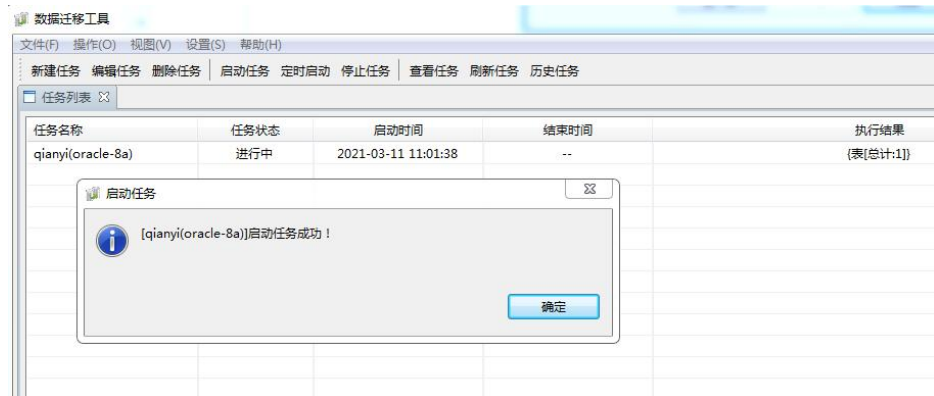 数据迁移工具
文件(F) 操作(O) 视图(V) 设置(S) 帮助(H)
新建任务 编辑任务 删除任务 启动任务 定时启动 停止任务 查看任务 刷新任务 历史任务
任务列表
任务名称 任务状态 启动时间 结束时间 执行结果
qianyi(oracle-8a) 进行中 2021-03-11 11:01:38 -- {表[总计:1]}
启动任务
[qianyi(oracle-8a)]启动任务成功！
确定